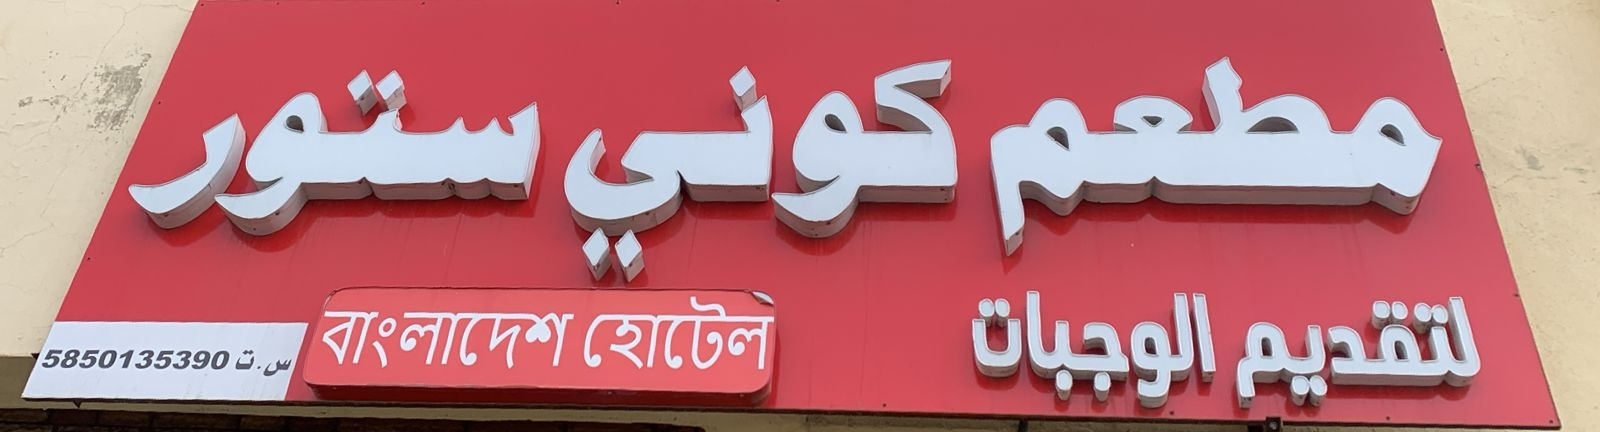 مطعم كوني ستور
لتقديم الوجبات
বাংলাদেশ হোটেল
س.ت 5850135390